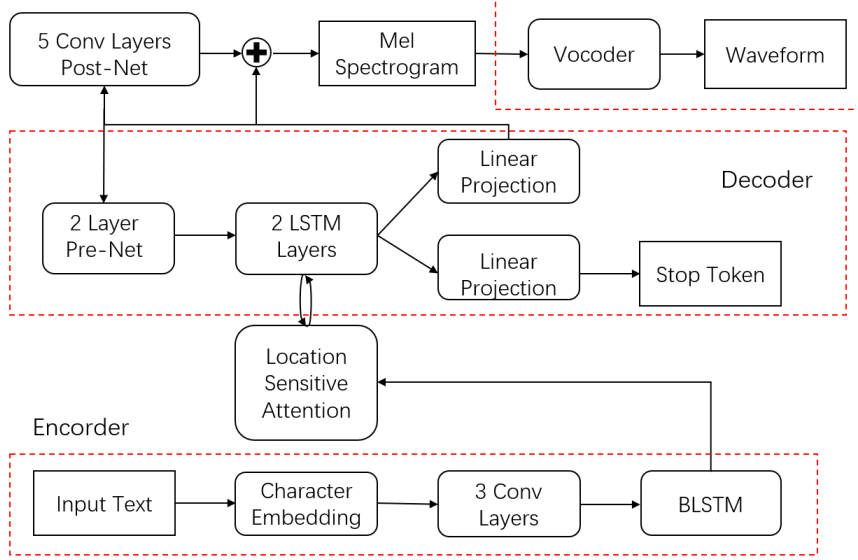 5 Conv Layers
Post-Net
Mel
Spectrogram
Vocoder
Waveform
Linear
Projection
Decoder
2 Layer
Pre-Net
2 LSTM
Layers
Linear
Projection
Stop Token
Location
Sensitive
Attention
Encorder
Input Text
Character
Embedding
3 Conv
Layers
BLSTM